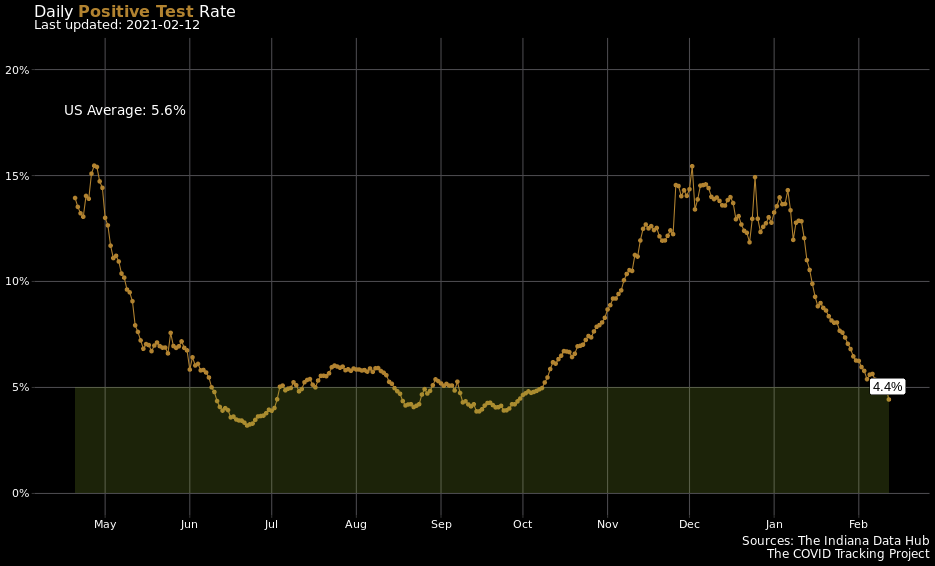 Daily Positive Test Rate
Last updated: 2021-02-12
20%
US Average: 5.6%
15%
10%
5%
4.4%
0%
May Jun Jul Aug Sep Oct Nov Dec Jan Feb
Sources: The Indiana Data Hub
The COVID Tracking Project